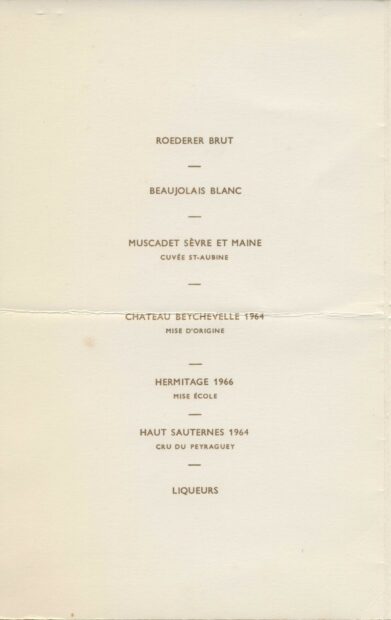 ROEDERER BRUT
—
BEAUJOLAIS BLANC
—
MUSCADET SÈVRE ET MAINE
CUVÉE ST-AUBINE
—
CHATEAU BEYCHEVELLE 1964
MISE D'ORIGINE
—
HERMITAGE 1966
MISE ÉCOLE
—
HAUT SAUTERNES 1964
CRU DU PEYRAGUEY
—
LIQUEURS